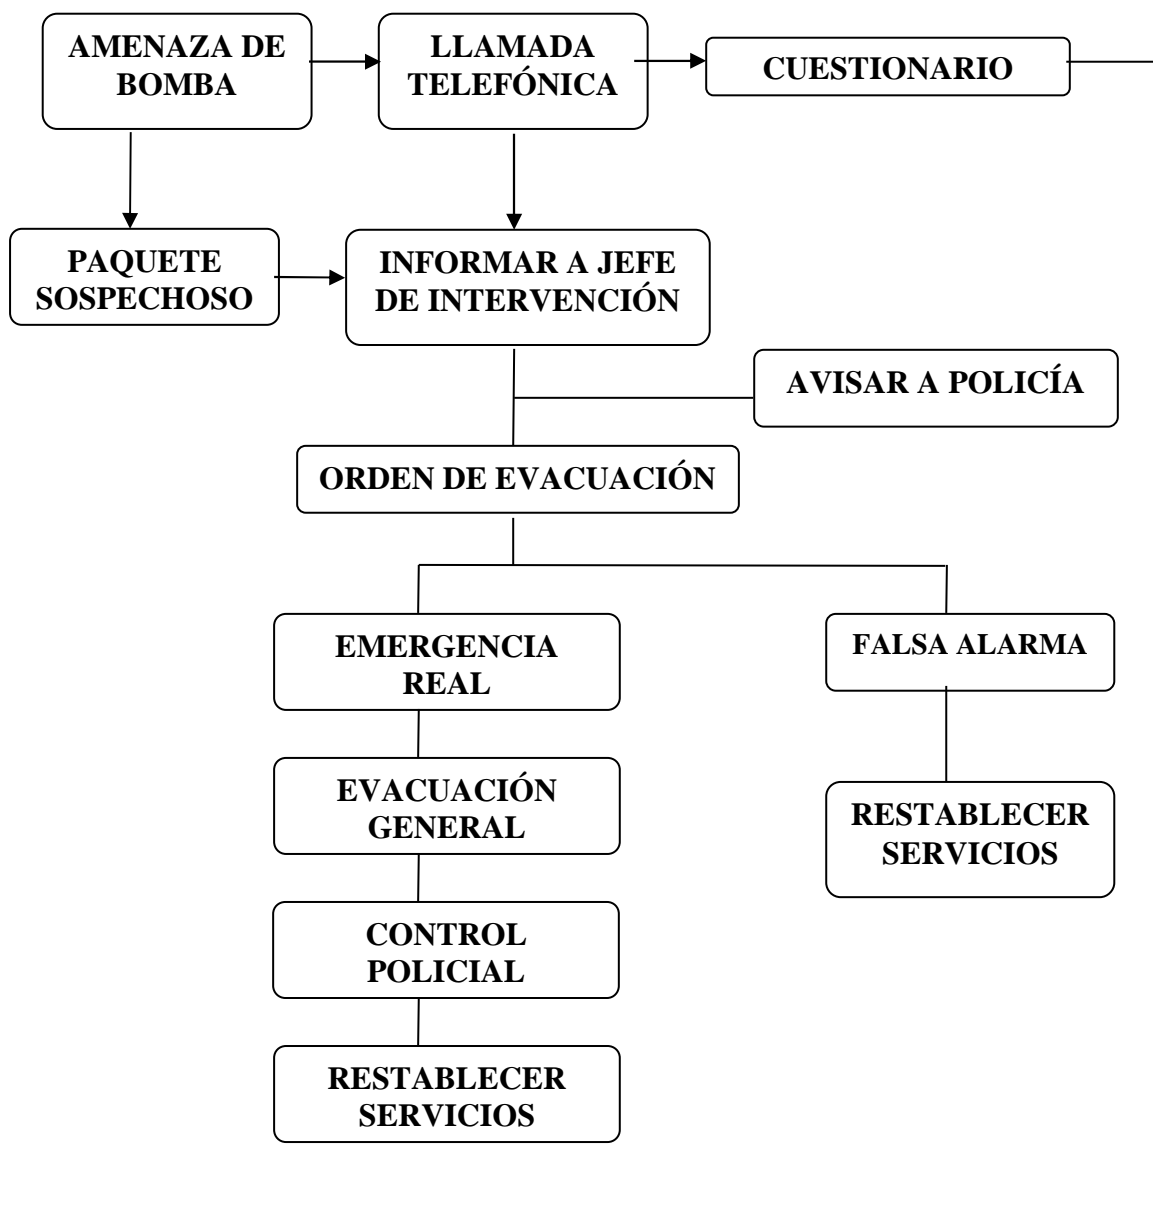 AMENAZA DE
BOMBA
LLAMADA
TELEFÓNICA
CUESTIONARIO
PAQUETE
SOSPECHOSO
INFORMAR A JEFE
DE INTERVENCIÓN
AVISAR A POLICÍA
ORDEN DE EVACUACIÓN
EMERGENCIA
REAL
FALSA ALARMA
EVACUACIÓN
GENERAL
RESTABLECER
SERVICIOS
CONTROL
POLICIAL
RESTABLECER
SERVICIOS